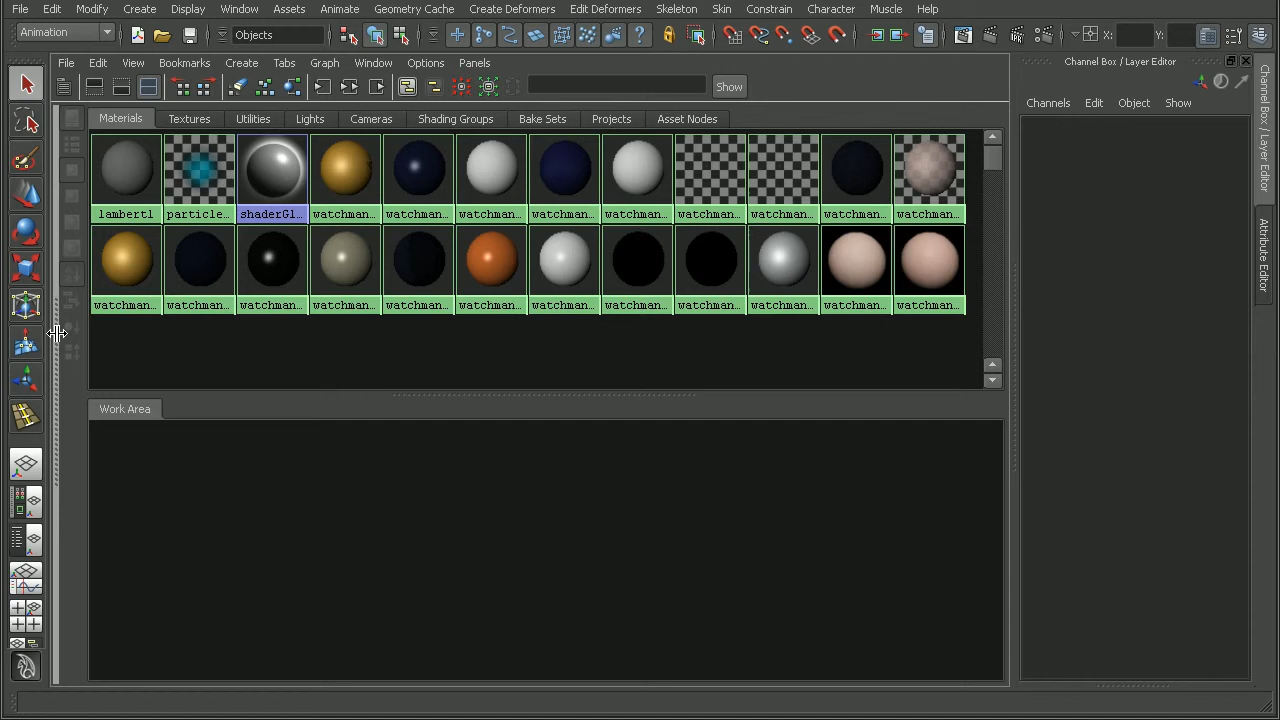 File Edit Modify Create Display Window Assets Animate Geometry Cache Create Deformers Edit Deformers Skeleton Skin Constraint Character Muscle Help
Animation Objects X: Y:
File Edit View Bookmarks Create Tabs Graph Window Options Panels
Show
Channel Box / Layer Editor
Channels Edit Object Show
Materials Textures Utilities Lights Cameras Shading Groups Bake Sets Projects Asset Nodes
lambert1 particle... shaderGl... watchman... watchman... watchman... watchman... watchman... watchman... watchman... watchman... watchman...
watchman... watchman... watchman... watchman... watchman... watchman... watchman... watchman... watchman... watchman... watchman... watchman...
Work Area
Channel Box / Layer Editor
Attribute Editor